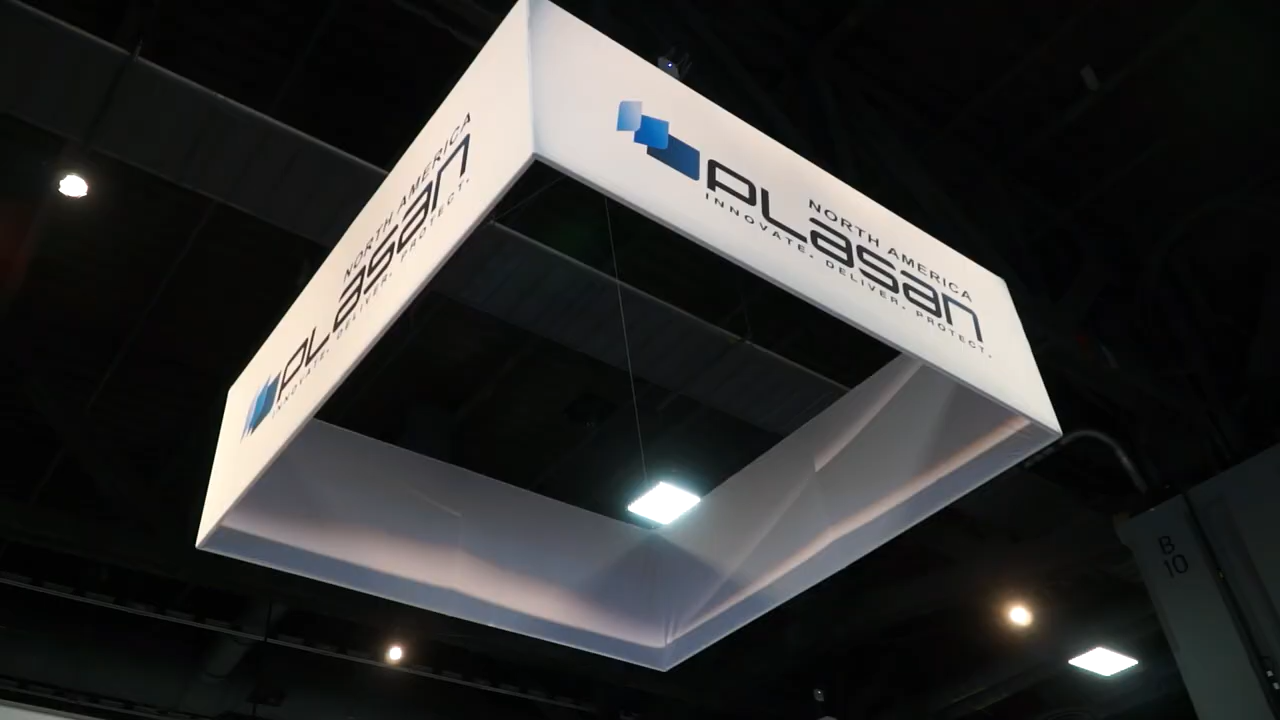 NORTH AMERICA
PLasan
INNOVATE. DELIVER. PROTECT.
NORTH AMERICA
PLasan
INNOVATE. DELIVER. PROTECT.
B
10